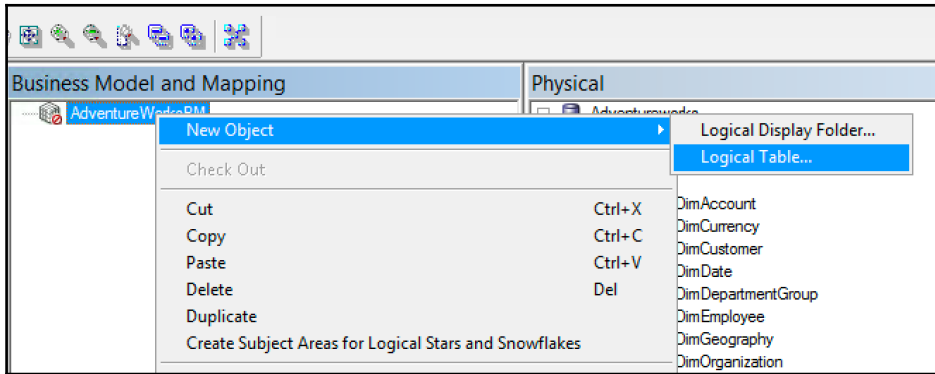 Business Model and Mapping
Physical
AdventureWorksBM
Adventureworks
New Object
Logical Display Folder...
Logical Table...
Check Out
Cut Ctrl+X
Copy Ctrl+C
Paste Ctrl+V
Delete Del
Duplicate
Create Subject Areas for Logical Stars and Snowflakes
DimAccount
DimCurrency
DimCustomer
DimDate
DimDepartmentGroup
DimEmployee
DimGeography
DimOrganization